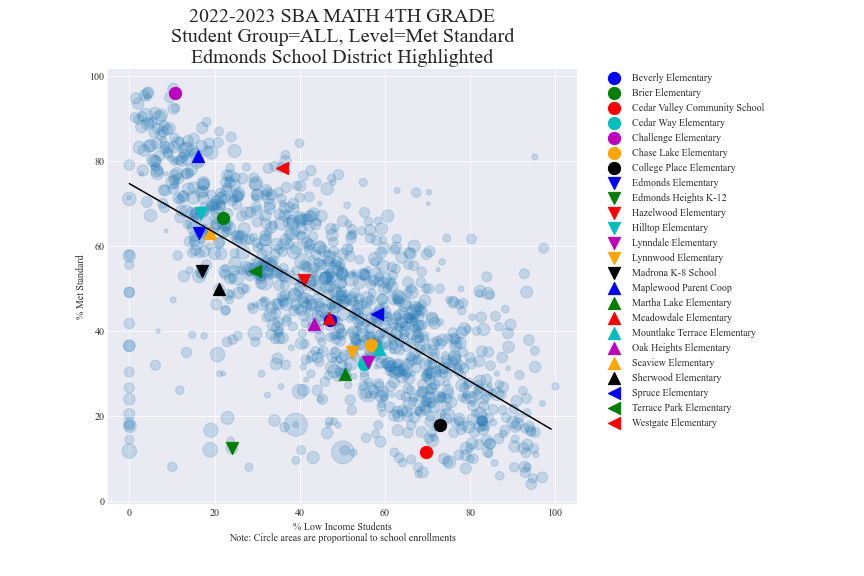 2022-2023 SBA MATH 4TH GRADE
Student Group=ALL, Level=Met Standard
Edmonds School District Highlighted
100
80
60
40
20
0
% Met Standard
0 20 40 60 80 100
% Low Income Students
Note: Circle areas are proportional to school enrollments
Beverly Elementary
Brier Elementary
Cedar Valley Community School
Cedar Way Elementary
Challenge Elementary
Chase Lake Elementary
College Place Elementary
Edmonds Elementary
Edmonds Heights K-12
Hazelwood Elementary
Hilltop Elementary
Lynndale Elementary
Lynnwood Elementary
Madrona K-8 School
Maplewood Parent Coop
Martha Lake Elementary
Meadowdale Elementary
Mountlake Terrace Elementary
Oak Heights Elementary
Seaview Elementary
Sherwood Elementary
Spruce Elementary
Terrace Park Elementary
Westgate Elementary